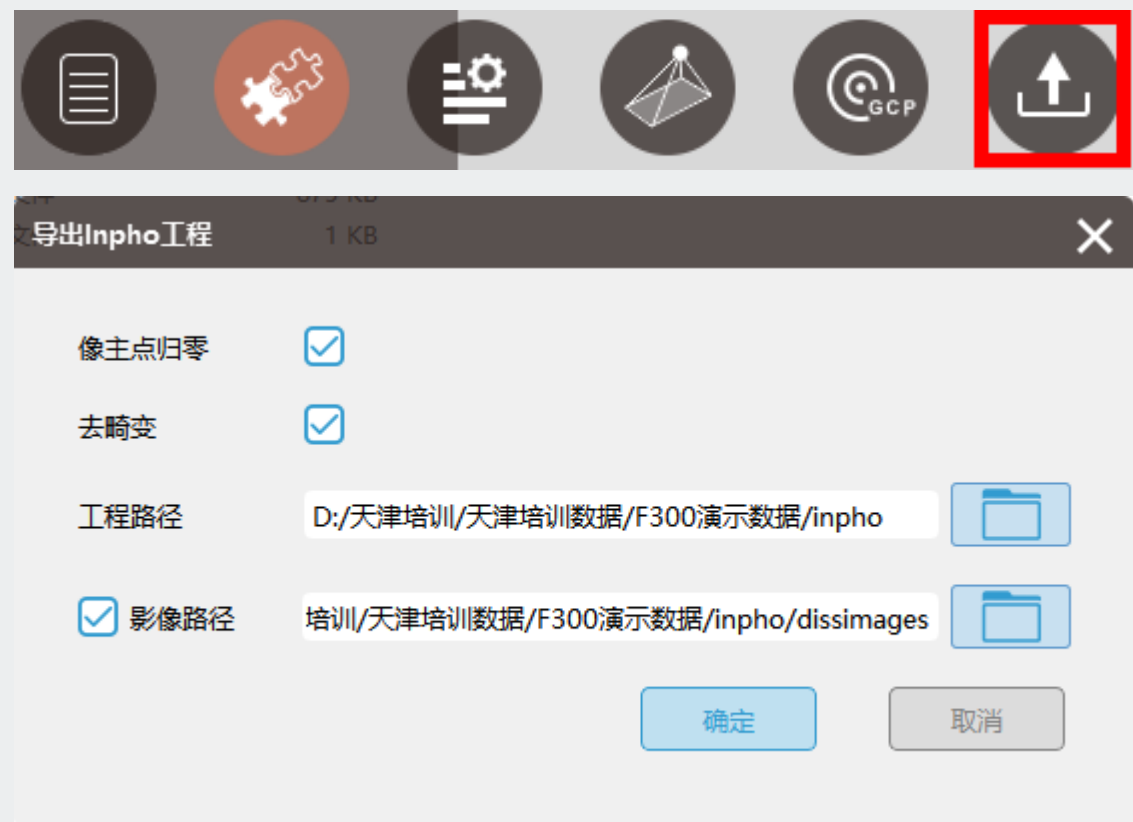 GCP
导出Inpho工程
1 KB
像主点归零
去畸变
工程路径 D:/天津培训/天津培训数据/F300演示数据/inpho
影像路径 培训/天津培训数据/F300演示数据/inpho/dissimages
确定 取消